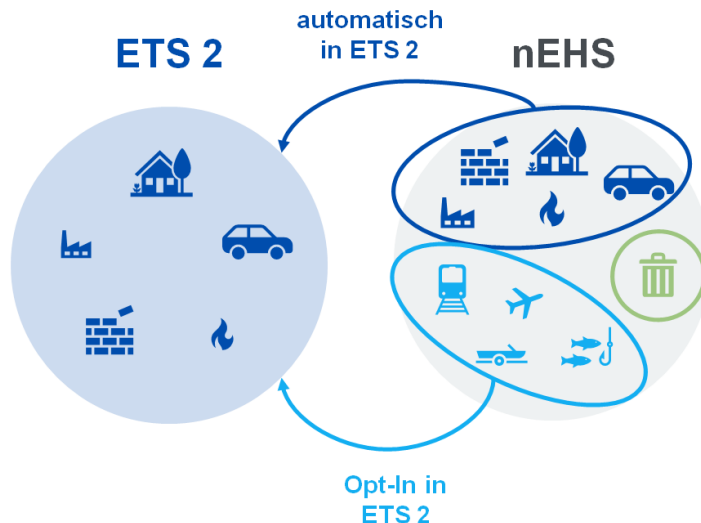 automatisch
in ETS 2
ETS 2
nEHS
Opt-In in
ETS 2